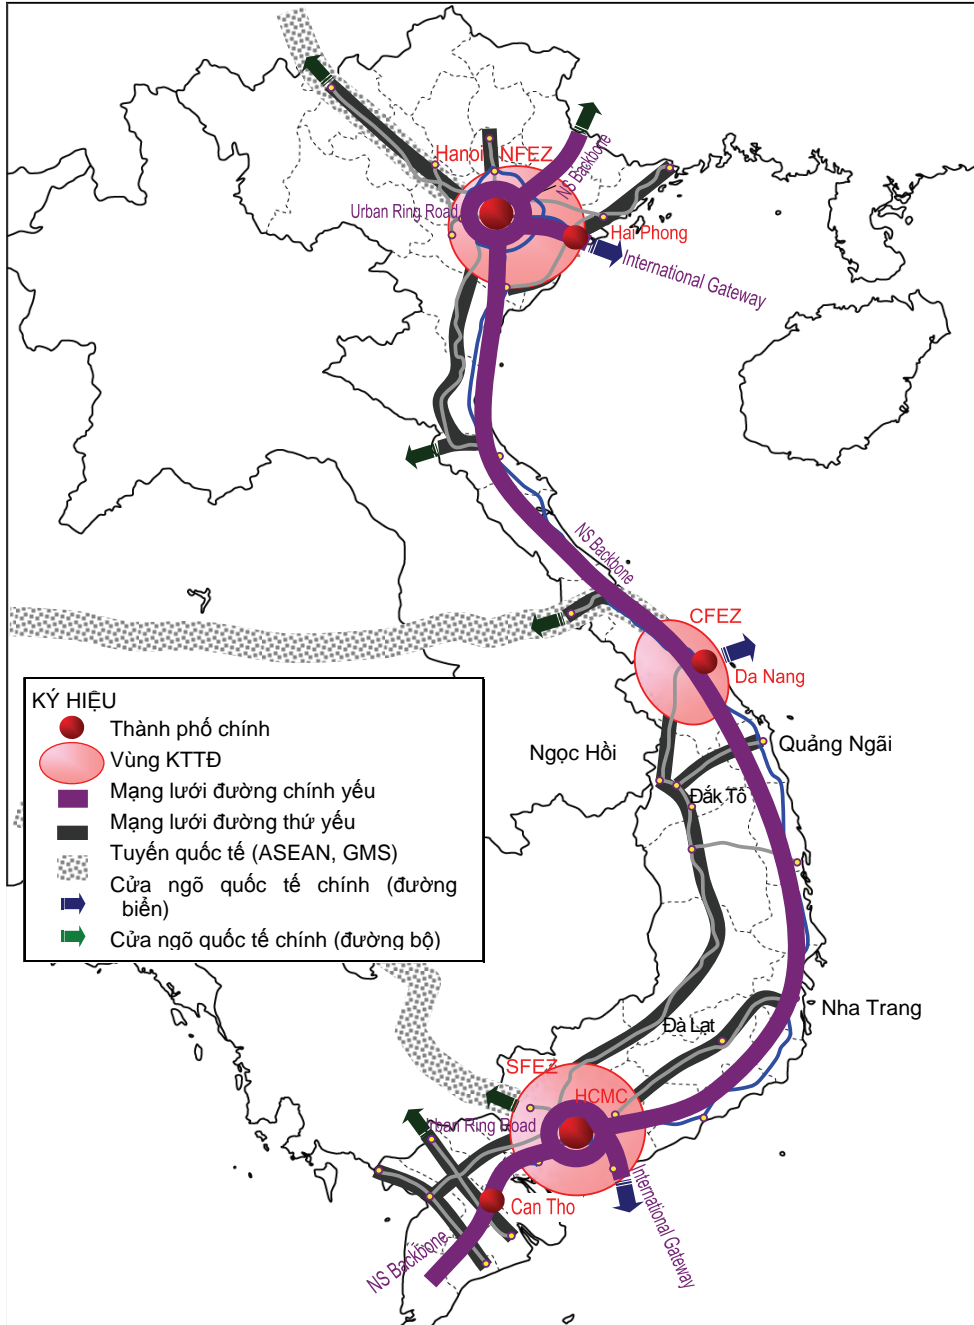 Hanoi NFEZ
NS Backbone
Urban Ring Road
Hai Phong
International Gateway
NS Backbone
CFEZ
Da Nang
KÝ HIỆU
Thành phố chính
Vùng KTTĐ
Mạng lưới đường chính yếu
Mạng lưới đường thứ yếu
Tuyến quốc tế (ASEAN, GMS)
Cửa ngõ quốc tế chính (đường
biển)
Cửa ngõ quốc tế chính (đường bộ)
Ngọc Hồi
Quảng Ngãi
Đắk Tô
Nha Trang
Đà Lạt
SFEZ
HCMC
Urban Ring Road
International Gateway
Can Tho
NS Backbone